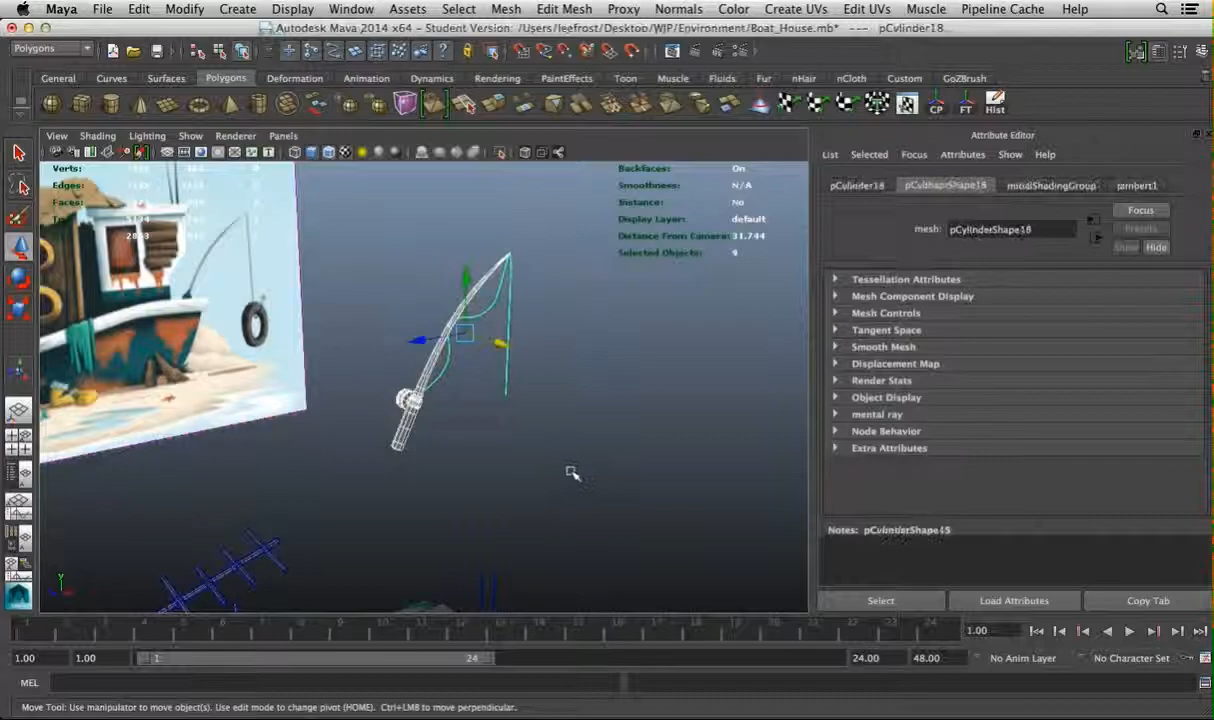 Maya File Edit Modify Create Display Window Assets Select Mesh Edit Mesh Proxy Normals Color Create UVs Edit UVs Muscle Pipeline Cache Help
Autodesk Maya 2014 x64 - Student Version: /Users/leefrost/Desktop/WIP/Environment/Boat_House.mb* --- pCylinder18...
Polygons
General Curves Surfaces Polygons Deformation Animation Dynamics Rendering PaintEffects Toon Muscle Fluids Fur nHair nCloth Custom GoZBrush
CP FT Hist
View Shading Lighting Show Renderer Panels
Attribute Editor
List Selected Focus Attributes Show Help
Verts:
Edges:
Faces:
Backfaces: On
Smoothness: N/A
Distance: No
Display Layer: default
Distance From Camera: 31.744
Selected Objects: 9
pCylinder18 initialShadingGroup lambert1
Focus
Presets
mesh: pCylinderShape18
Show Hide
Tessellation Attributes
Mesh Component Display
Mesh Controls
Tangent Space
Smooth Mesh
Displacement Map
Render Stats
Object Display
mental ray
Node Behavior
Extra Attributes
Notes: pCylinderShape18
Select Load Attributes Copy Tab
1.00
1.00 1.00 1 24 24.00 48.00 No Anim Layer No Character Set
MEL
Move Tool: Use manipulator to move object(s). Use edit mode to change pivot (HOME). Ctrl+LMB to move perpendicular.